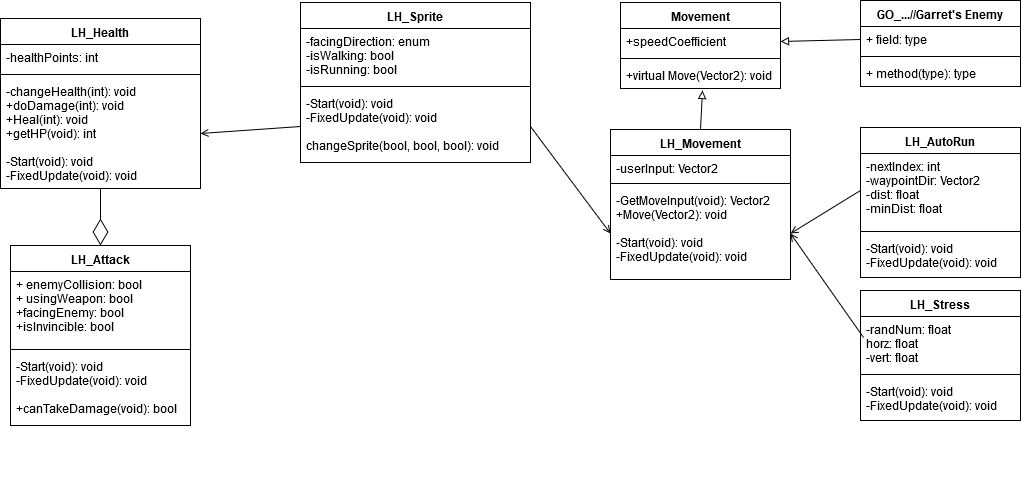 LH_Health
-healthPoints: int
-changeHealth(int): void
+doDamage(int): void
+Heal(int): void
+getHP(void): int
-Start(void): void
-FixedUpdate(void): void
LH_Attack
+ enemyCollision: bool
+ usingWeapon: bool
+facingEnemy: bool
+isInvincible: bool
-Start(void): void
-FixedUpdate(void): void
+canTakeDamage(void): bool
LH_Sprite
-facingDirection: enum
-isWalking: bool
-isRunning: bool
-Start(void): void
-FixedUpdate(void): void
changeSprite(bool, bool, bool): void
Movement
+speedCoefficient
+virtual Move(Vector2): void
LH_Movement
-userInput: Vector2
-GetMoveInput(void): Vector2
+Move(Vector2): void
-Start(void): void
-FixedUpdate(void): void
GO_...//Garret's Enemy
+ field: type
+ method(type): type
LH_AutoRun
-nextIndex: int
-waypointDir: Vector2
-dist: float
-minDist: float
-Start(void): void
-FixedUpdate(void): void
LH_Stress
-randNum: float
horz: float
-vert: float
-Start(void): void
-FixedUpdate(void): void